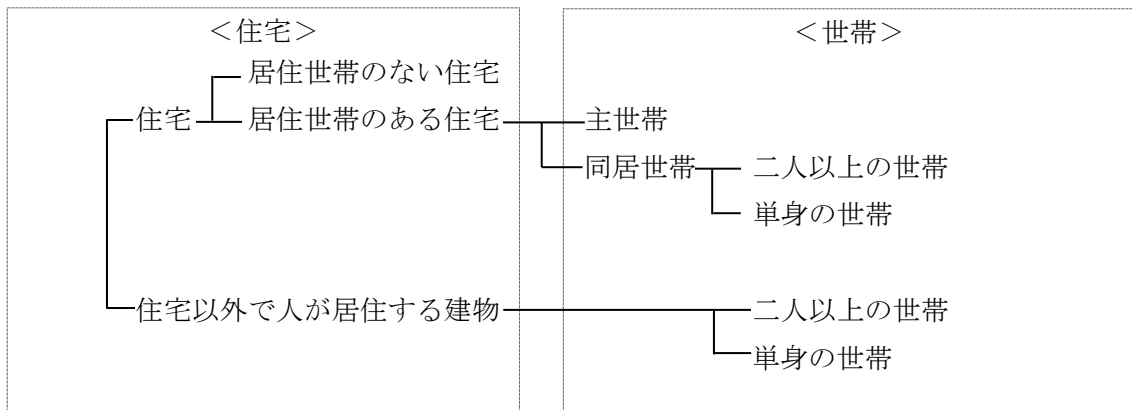 ＜住宅＞
＜世帯＞
居住世帯のない住宅
住宅
居住世帯のある住宅
主世帯
同居世帯
二人以上の世帯
単身の世帯
住宅以外で人が居住する建物
二人以上の世帯
単身の世帯